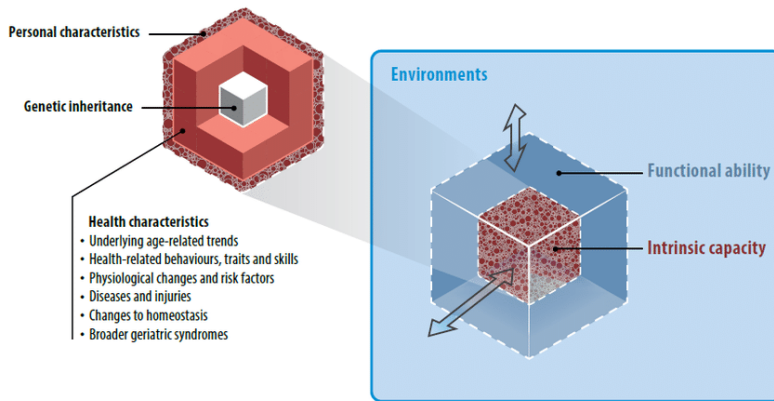 Personal characteristics
Genetic inheritance
Health characteristics
• Underlying age-related trends
• Health-related behaviours, traits and skills
• Physiological changes and risk factors
• Diseases and injuries
• Changes to homeostasis
• Broader geriatric syndromes
Environments
Functional ability
Intrinsic capacity